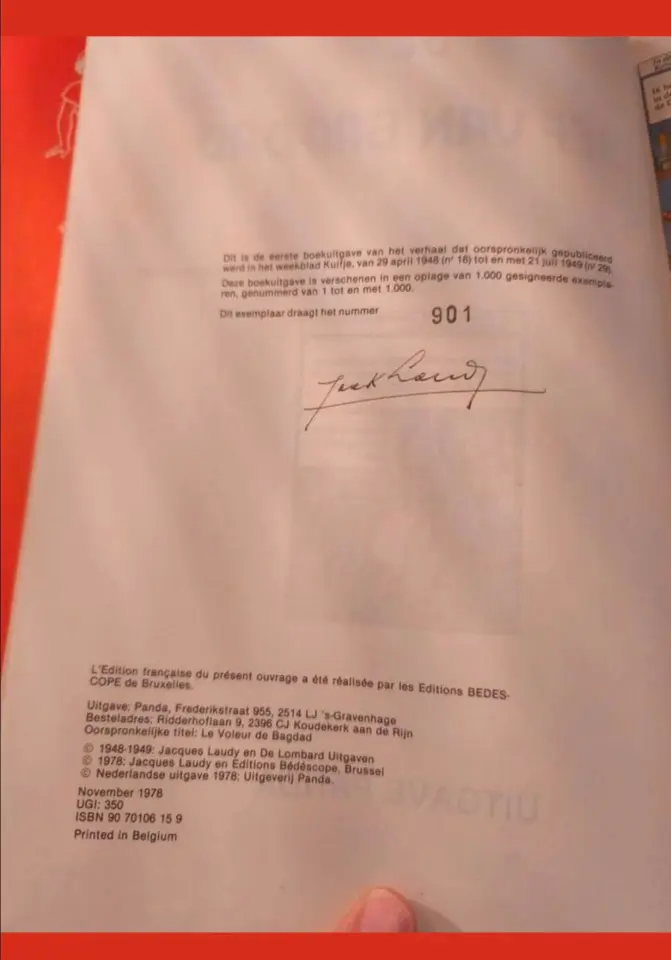 Dit is de eerste boekuitgave van het verhaal dat oorspronkelijk gepubliceerd
werd in het weekblad Kuifje, van 29 april 1948 (nº 18) tot en met 21 juli 1949 (nº 29).
Deze boekuitgave is verschenen in een oplage van 1.000 gesigneerde exempla-
ren, genummerd van 1 tot en met 1.000.
Dit exemplaar draagt het nummer 901
L'Edition française du présent ouvrage a été réalisée par les Editions BEDES-
COPE de Bruxelles.
Uitgave: Panda, Frederikstraat 955, 2514 LJ 's-Gravenhage
Besteladres: Ridderhoflaan 9, 2396 CJ Koudekerk aan de Rijn
Oorspronkelijke titel: Le Voleur de Bagdad
© 1948-1949: Jacques Laudy en De Lombard Uitgaven
© 1978: Jacques Laudy en Editions Bédéscope, Brussel
© Nederlandse uitgave 1978: Uitgeverij Panda.
November 1978
UGI: 350
ISBN 90 70106 15 9
Printed in Belgium